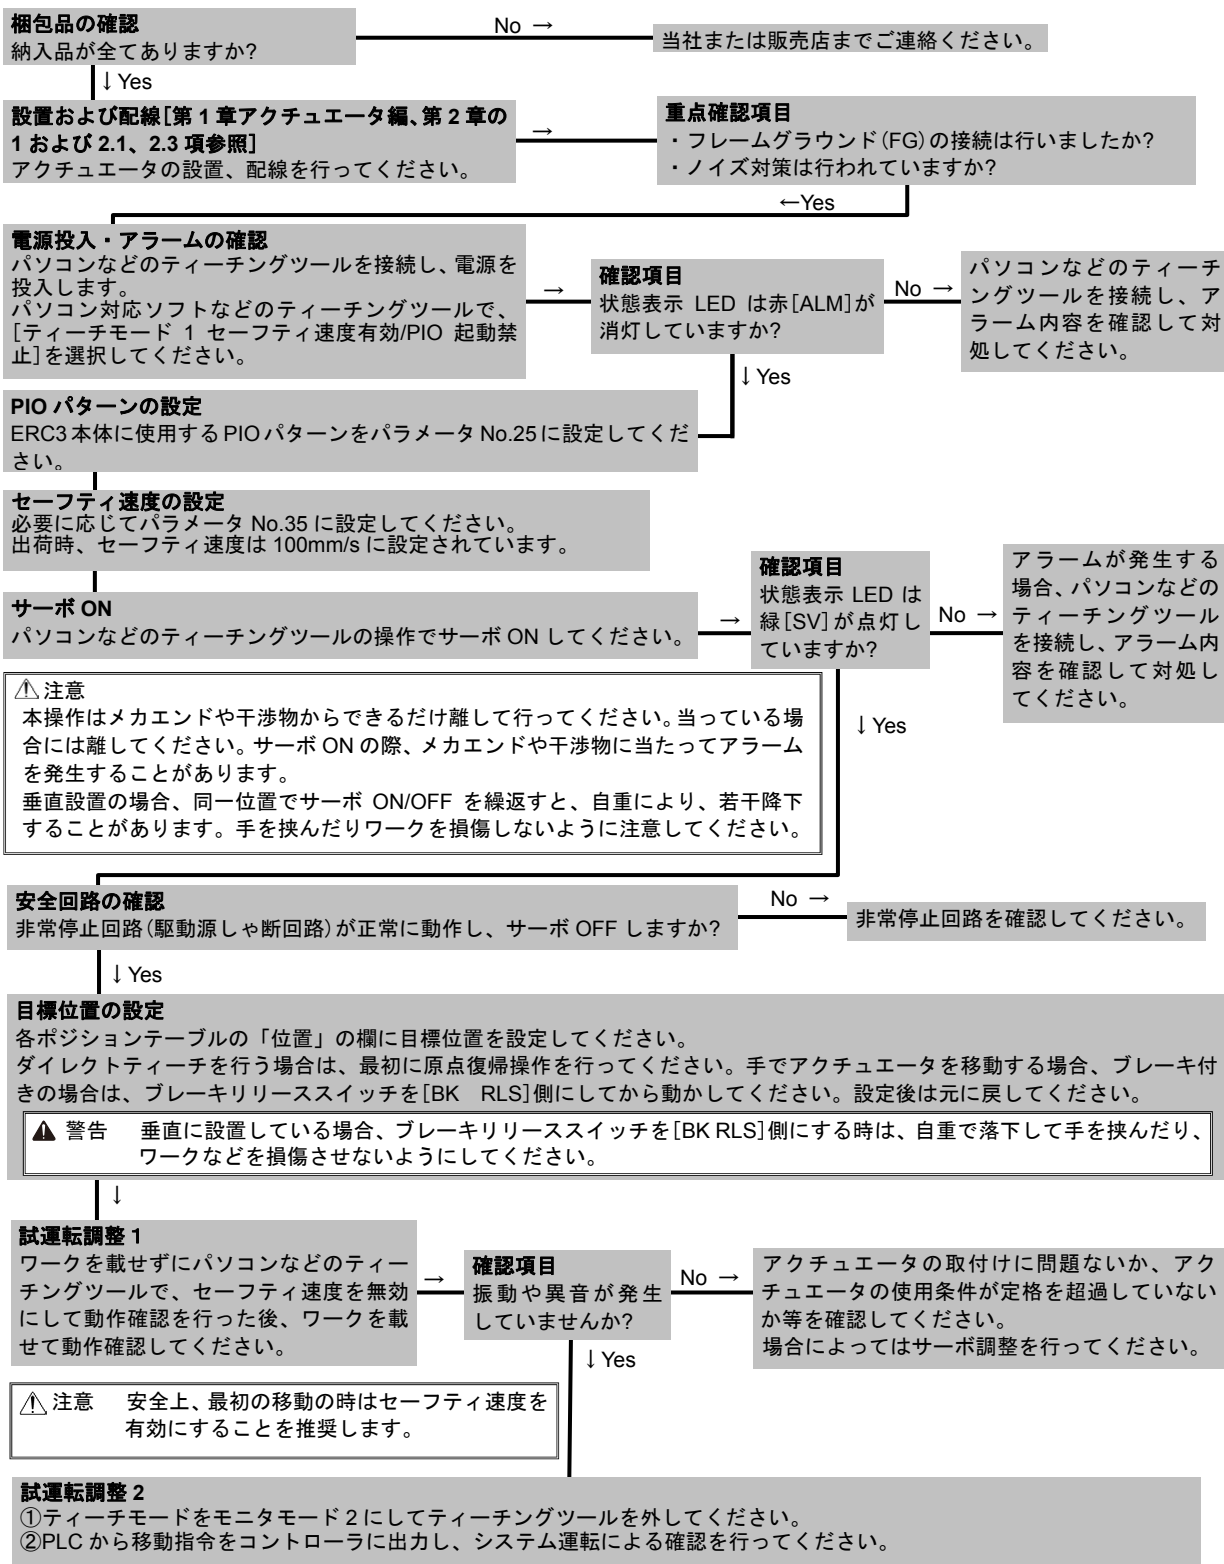 梱包品の確認
納入品が全てありますか?
No →
当社または販売店までご連絡ください。
↓Yes
設置および配線[第 1 章アクチュエータ編、第 2 章の
1 および 2.1、2.3 項参照]
アクチュエータの設置、配線を行ってください。
→
重点確認項目
・フレームグラウンド(FG)の接続は行いましたか?
・ノイズ対策は行われていますか?
←Yes
電源投入・アラームの確認
パソコンなどのティーチングツールを接続し、電源を
投入します。
パソコン対応ソフトなどのティーチングツールで、
[ティーチモード 1 セーフティ速度有効/PIO 起動禁
止]を選択してください。
→
確認項目
状態表示 LED は赤[ALM]が
消灯していますか?
No →
パソコンなどのティーチ
ングツールを接続し、ア
ラーム内容を確認して対
処してください。
↓Yes
PIO パターンの設定
ERC3 本体に使用する PIO パターンをパラメータ No.25 に設定してくだ
さい。
セーフティ速度の設定
必要に応じてパラメータ No.35 に設定してください。
出荷時、セーフティ速度は 100mm/s に設定されています。
サーボ ON
パソコンなどのティーチングツールの操作でサーボ ON してください。
→
確認項目
状態表示 LED は
緑[SV]が点灯し
ていますか?
No →
アラームが発生する
場合、パソコンなどの
ティーチングツール
を接続し、アラーム内
容を確認して対処し
てください。
↓Yes
注意
本操作はメカエンドや干渉物からできるだけ離して行ってください。当っている場
合には離してください。サーボ ON の際、メカエンドや干渉物に当たってアラーム
を発生することがあります。
垂直設置の場合、同一位置でサーボ ON/OFF を繰返すと、自重により、若干降下
することがあります。手を挟んだりワークを損傷しないように注意してください。
安全回路の確認
非常停止回路(駆動源しゃ断回路)が正常に動作し、サーボ OFF しますか?
No →
非常停止回路を確認してください。
↓Yes
目標位置の設定
各ポジションテーブルの「位置」の欄に目標位置を設定してください。
ダイレクトティーチを行う場合は、最初に原点復帰操作を行ってください。手でアクチュエータを移動する場合、ブレーキ付
きの場合は、ブレーキリリーススイッチを[BK RLS]側にしてから動かしてください。設定後は元に戻してください。
警告 垂直に設置している場合、ブレーキリリーススイッチを[BK RLS]側にする時は、自重で落下して手を挟んだり、
ワークなどを損傷させないようにしてください。
↓
試運転調整 1
ワークを載せずにパソコンなどのティー
チングツールで、セーフティ速度を無効
にして動作確認を行った後、ワークを載
せて動作確認してください。
→
確認項目
振動や異音が発生
していませんか?
No →
アクチュエータの取付けに問題ないか、アク
チュエータの使用条件が定格を超過していない
か等を確認してください。
場合によってはサーボ調整を行ってください。
↓Yes
注意 安全上、最初の移動の時はセーフティ速度を
有効にすることを推奨します。
試運転調整 2
①ティーチモードをモニタモード 2 にしてティーチングツールを外してください。
②PLC から移動指令をコントローラに出力し、システム運転による確認を行ってください。